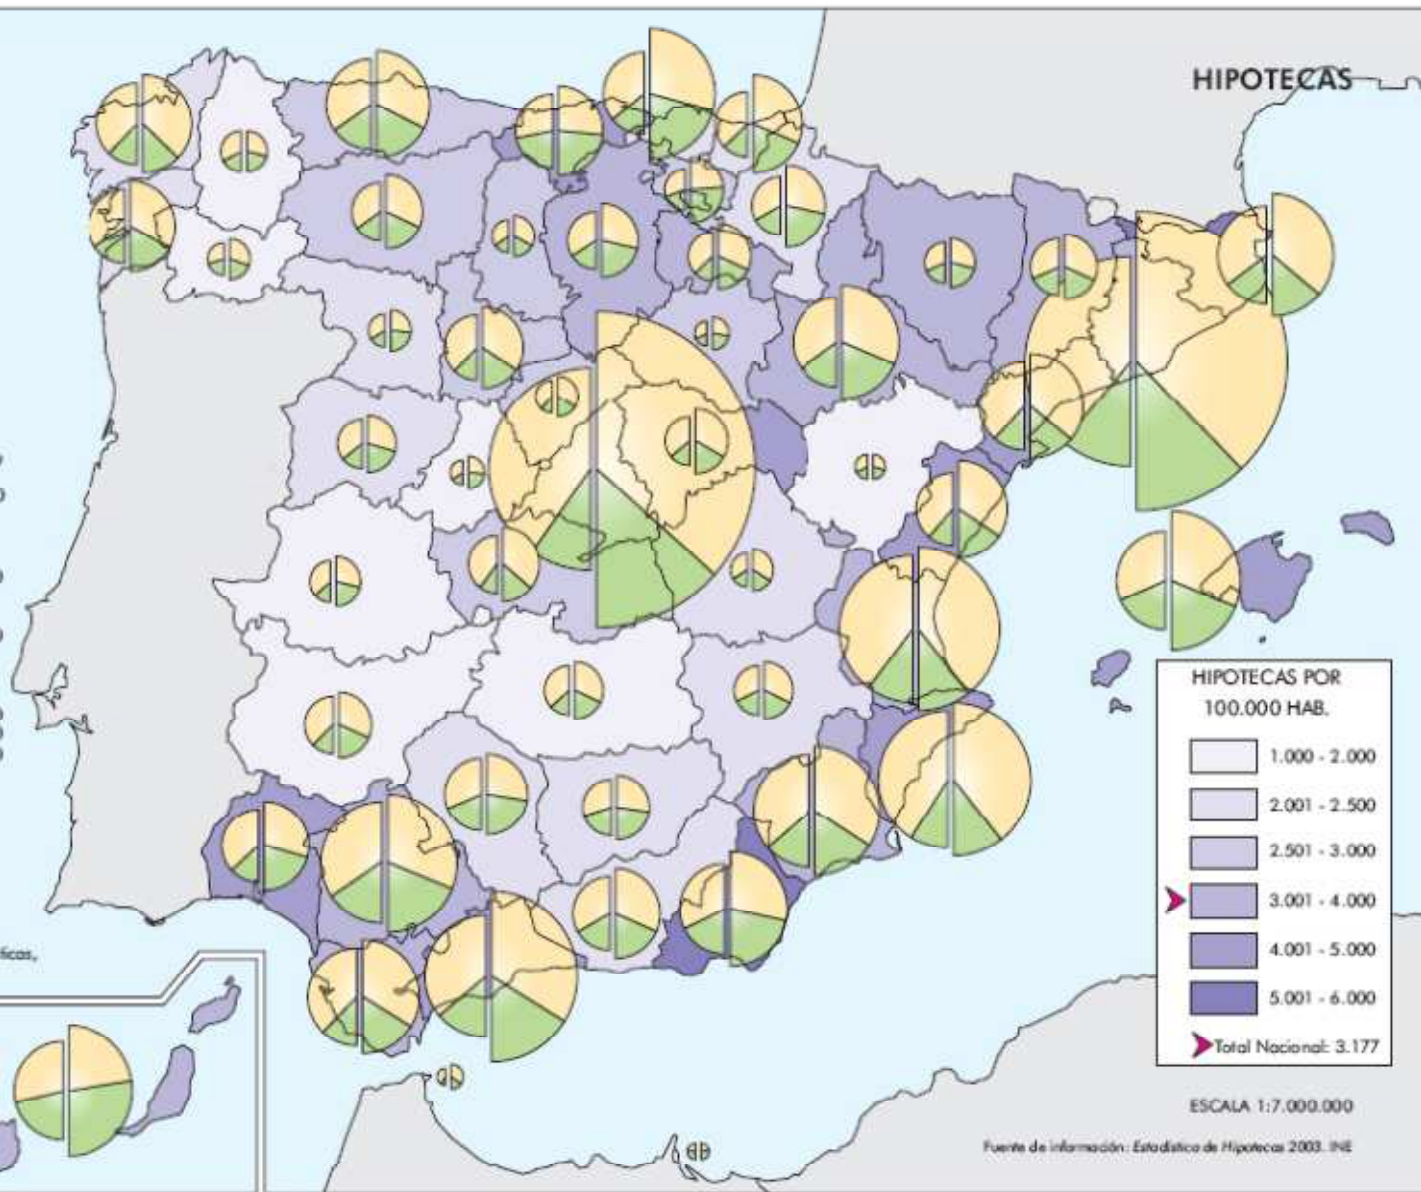 HIPOTECAS
HIPOTECAS POR
100.000 HAB.
1.000 - 2.000
2.001 - 2.500
2.501 - 3.000
3.001 - 4.000
4.001 - 5.000
5.001 - 6.000
Total Nacional: 3.177
ESCALA 1:7.000.000
Fuente de información: Estadística de Hipotecas 2003. INE
ticas,